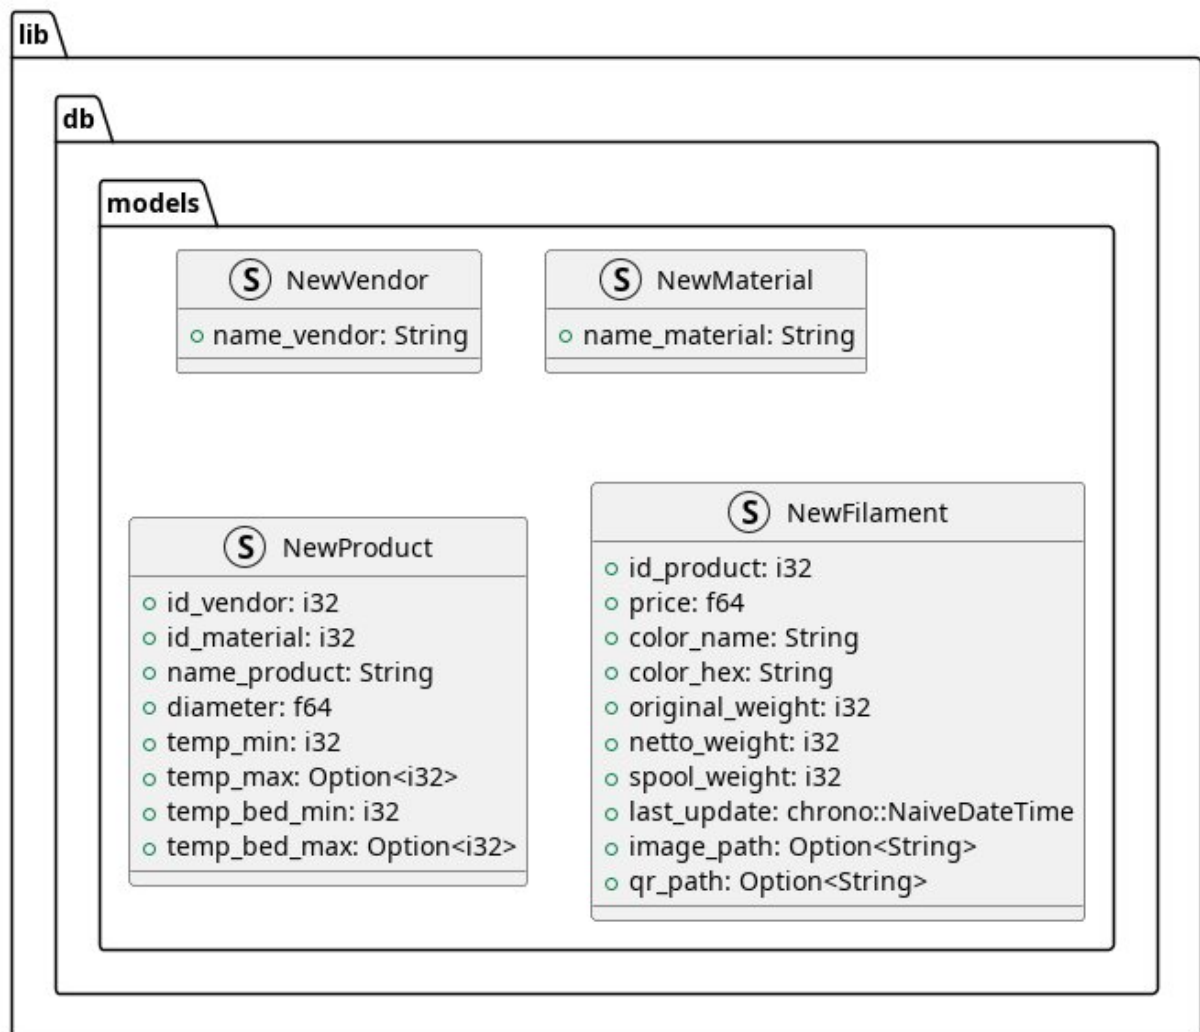 lib
db
models
S NewVendor
name_vendor: String
S NewMaterial
name_material: String
S NewProduct
id_vendor: i32
id_material: i32
name_product: String
diameter: f64
temp_min: i32
temp_max: Option<i32>
temp_bed_min: i32
temp_bed_max: Option<i32>
S NewFilament
id_product: i32
price: f64
color_name: String
color_hex: String
original_weight: i32
netto_weight: i32
spool_weight: i32
last_update: chrono::NaiveDateTime
image_path: Option<String>
qr_path: Option<String>